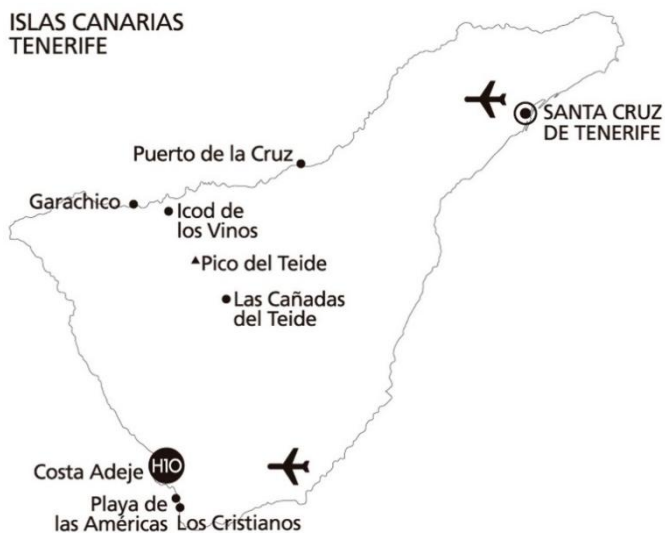 ISLAS CANARIAS
TENERIFE
SANTA CRUZ
DE TENERIFE
Puerto de la Cruz
Garachico
Icod de
los Vinos
Pico del Teide
Las Cañadas
del Teide
Costa Adeje
H10
Playa de
las Américas
Los Cristianos